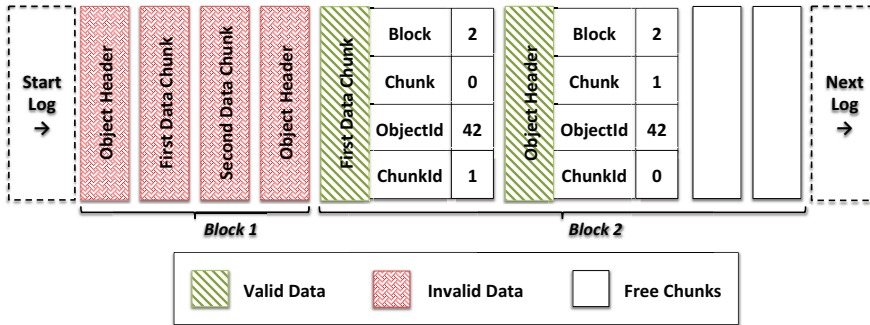 Start
Log
→
Object Header
First Data Chunk
Second Data Chunk
Object Header
First Data Chunk
Block 2
Chunk 0
ObjectId 42
ChunkId 1
Object Header
Block 2
Chunk 1
ObjectId 42
ChunkId 0
Next
Log
→
Block 1
Block 2
Valid Data
Invalid Data
Free Chunks